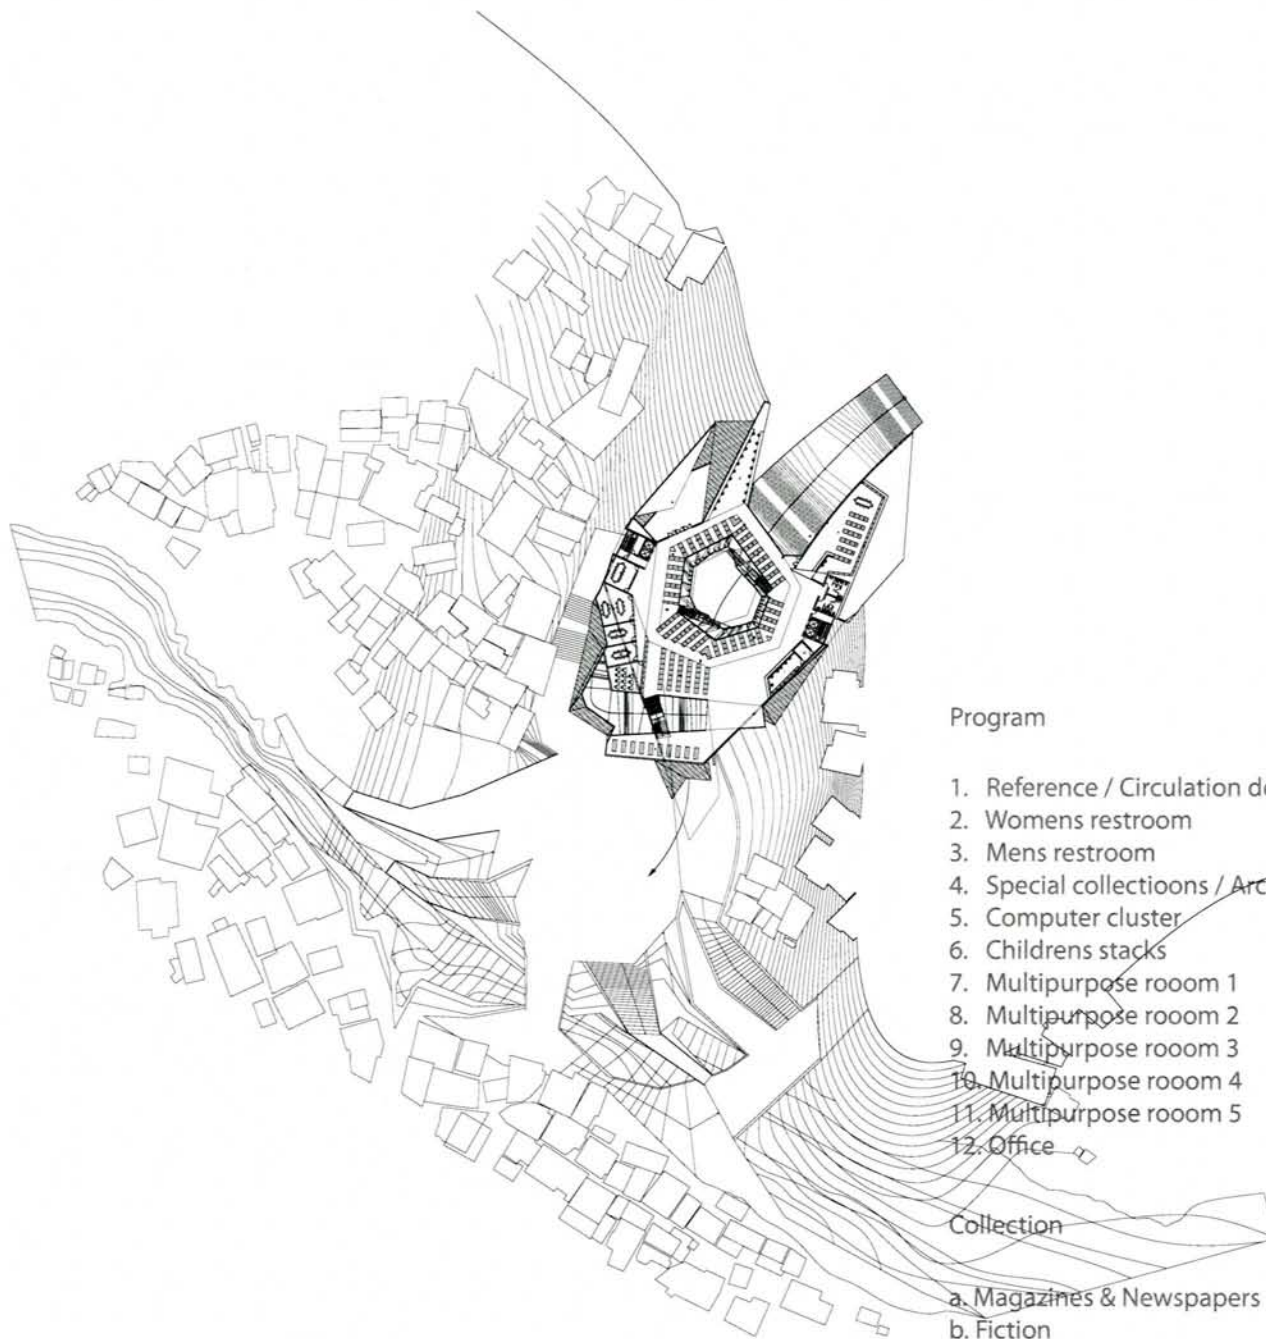 Program
1. Reference / Circulation
2. Womens restroom
3. Mens restroom
4. Special collectioons /
5. Computer cluster
6. Childrens stacks
7. Multipurpose rooom 1
8. Multipurpose rooom 2
9. Multipurpose rooom 3
10. Multipurpose rooom 4
11. Multipurpose rooom 5
12. Office
Collection
a. Magazines & Newspapers
b. Fiction